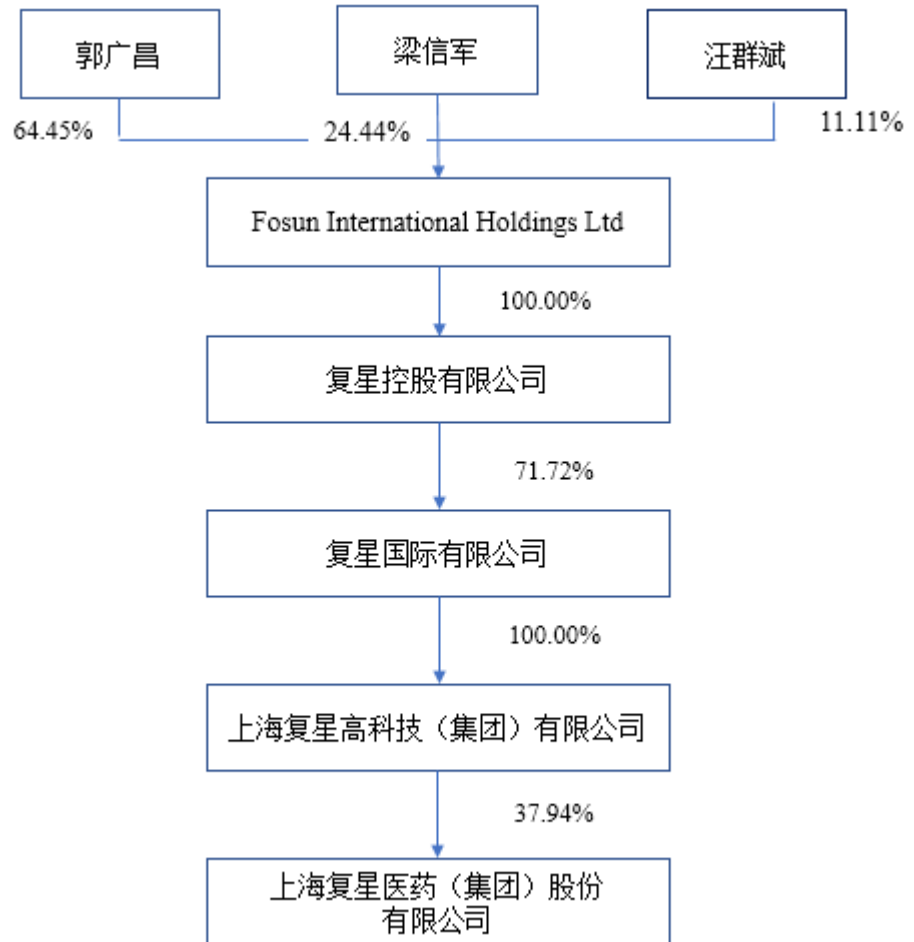 郭广昌
梁信军
汪群斌
64.45%
24.44%
11.11%
Fosun International Holdings Ltd
100.00%
复星控股有限公司
71.72%
复星国际有限公司
100.00%
上海复星高科技（集团）有限公司
37.94%
上海复星医药（集团）股份
有限公司